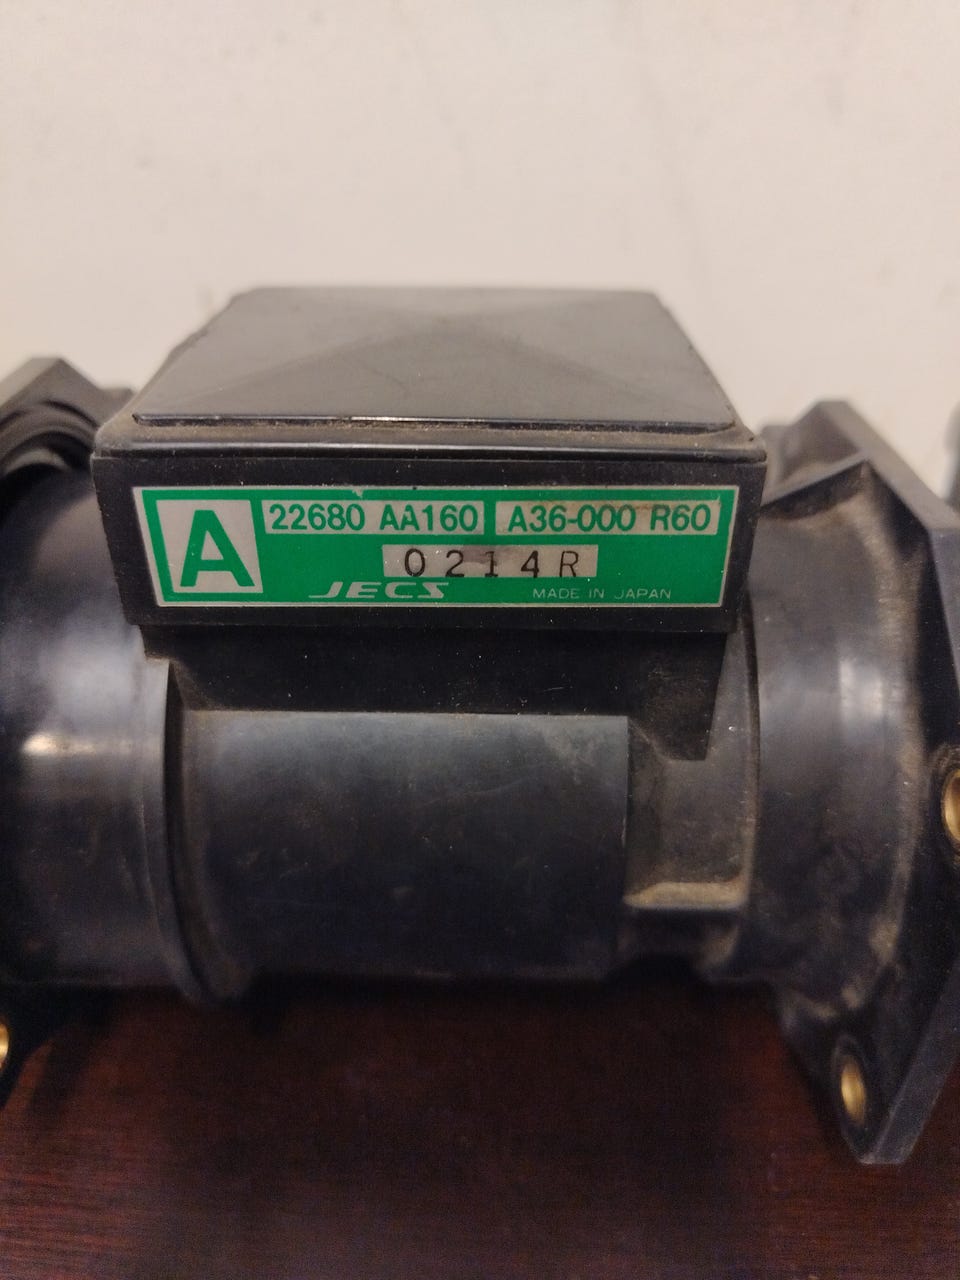 A
22680 AA160 A36-000 R60
0214R
JECS MADE IN JAPAN